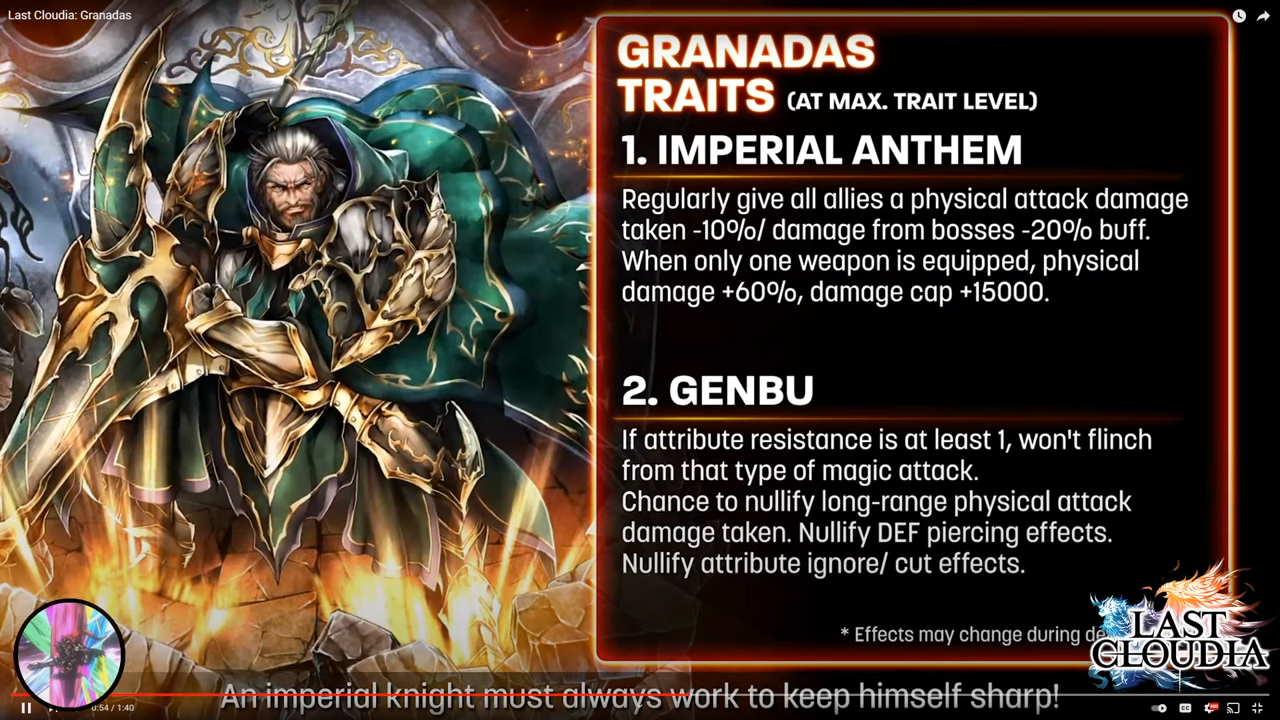 Last Cloudia: Granadas
GRANADAS
TRAITS (AT MAX. TRAIT LEVEL)
1. IMPERIAL ANTHEM
Regularly give all allies a physical attack damage
taken -10%/ damage from bosses -20% buff.
When only one weapon is equipped, physical
damage +60%, damage cap +15000.
2. GENBU
If attribute resistance is at least 1, won't flinch
from that type of magic attack.
Chance to nullify long-range physical attack
damage taken. Nullify DEF piercing effects.
Nullify attribute ignore/ cut effects.
* Effects may change during
LAST
CLOUDIA
An imperial knight must always work to keep himself sharp!
0:54 / 1:40
CC
HD